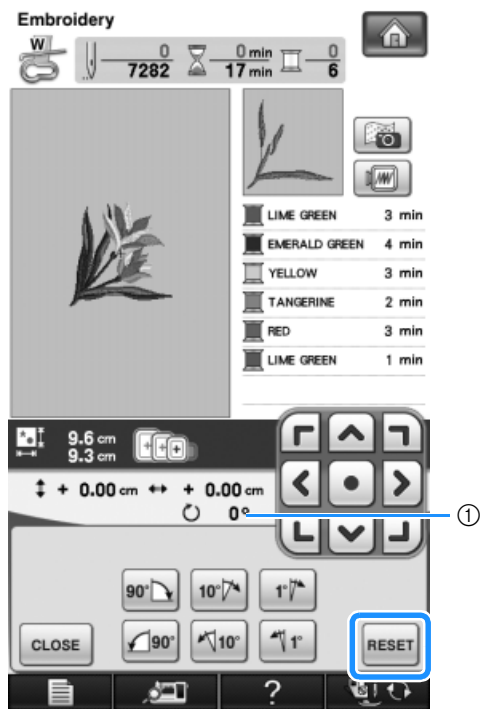 Embroidery
W
0 0 min 0
7282 17 min 6
LIME GREEN 3 min
EMERALD GREEN 4 min
YELLOW 3 min
TANGERINE 2 min
RED 3 min
LIME GREEN 1 min
9.6 cm
9.3 cm
+ 0.00 cm + 0.00 cm
0°
①
90° 10° 1°
CLOSE 90° 10° 1° RESET
?